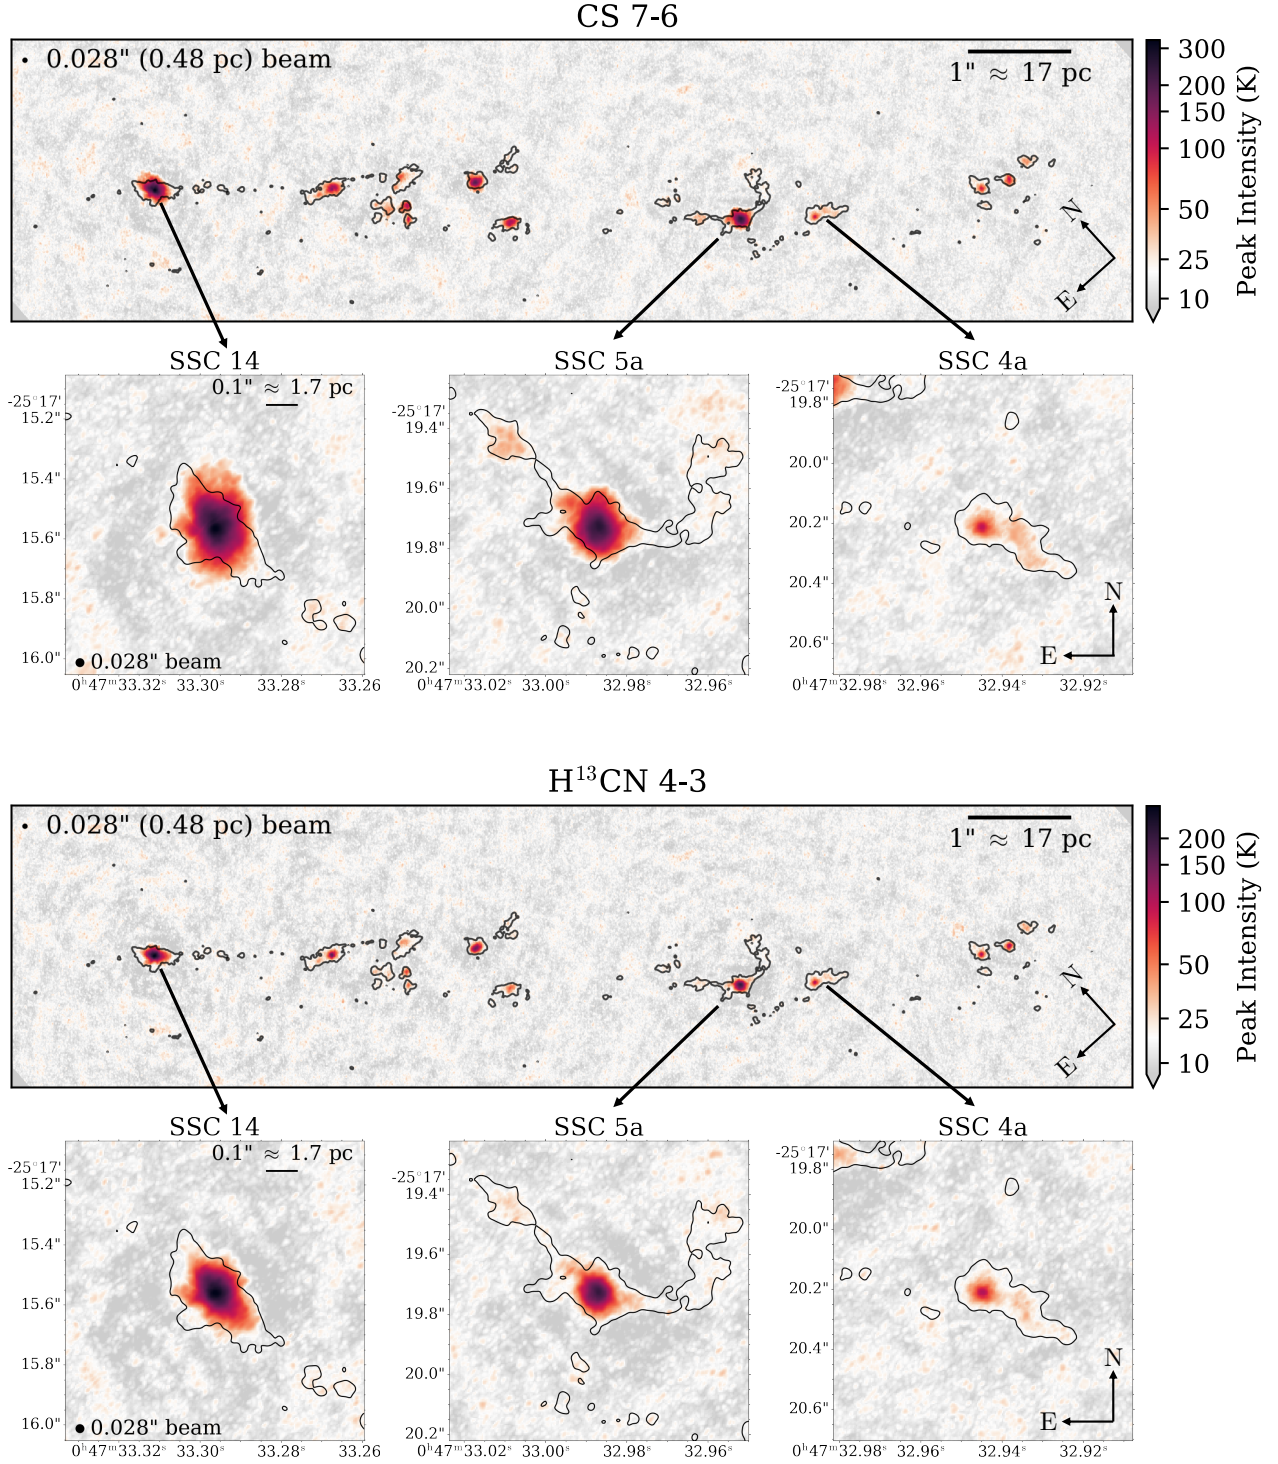 CS 7-6
0.028" (0.48 pc) beam
1" ≈ 17 pc
N
E
300
200
150
100
50
25
10
Peak Intensity (K)
SSC 14
SSC 5a
SSC 4a
0.1" ≈ 1.7 pc
-25°17'
15.2"
15.4"
15.6"
15.8"
16.0"
0.028" beam
0ʰ47ᵐ33.32ˢ 33.30ˢ 33.28ˢ 33.26ˢ
-25°17'
19.4"
19.6"
19.8"
20.0"
20.2"
0ʰ47ᵐ33.02ˢ 33.00ˢ 32.98ˢ 32.96ˢ
-25°17'
19.8"
20.0"
20.2"
20.4"
20.6"
N
E
0ʰ47ᵐ32.98ˢ 32.96ˢ 32.94ˢ 32.92ˢ
H¹³CN 4-3
0.028" (0.48 pc) beam
1" ≈ 17 pc
N
E
200
150
100
50
25
10
Peak Intensity (K)
SSC 14
SSC 5a
SSC 4a
0.1" ≈ 1.7 pc
-25°17'
15.2"
15.4"
15.6"
15.8"
16.0"
0.028" beam
0ʰ47ᵐ33.32ˢ 33.30ˢ 33.28ˢ 33.26ˢ
-25°17'
19.4"
19.6"
19.8"
20.0"
20.2"
0ʰ47ᵐ33.02ˢ 33.00ˢ 32.98ˢ 32.96ˢ
-25°17'
19.8"
20.0"
20.2"
20.4"
20.6"
N
E
0ʰ47ᵐ32.98ˢ 32.96ˢ 32.94ˢ 32.92ˢ